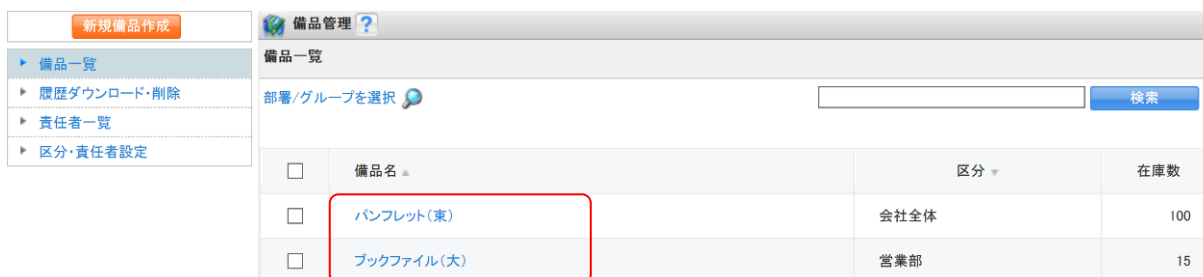 新規備品作成
備品一覧
履歴ダウンロード・削除
責任者一覧
区分・責任者設定
備品管理 ?
備品一覧
部署/グループを選択
検索
備品名 ▲ 区分 ▼ 在庫数
パンフレット(東) 会社全体 100
ブックファイル(大) 営業部 15